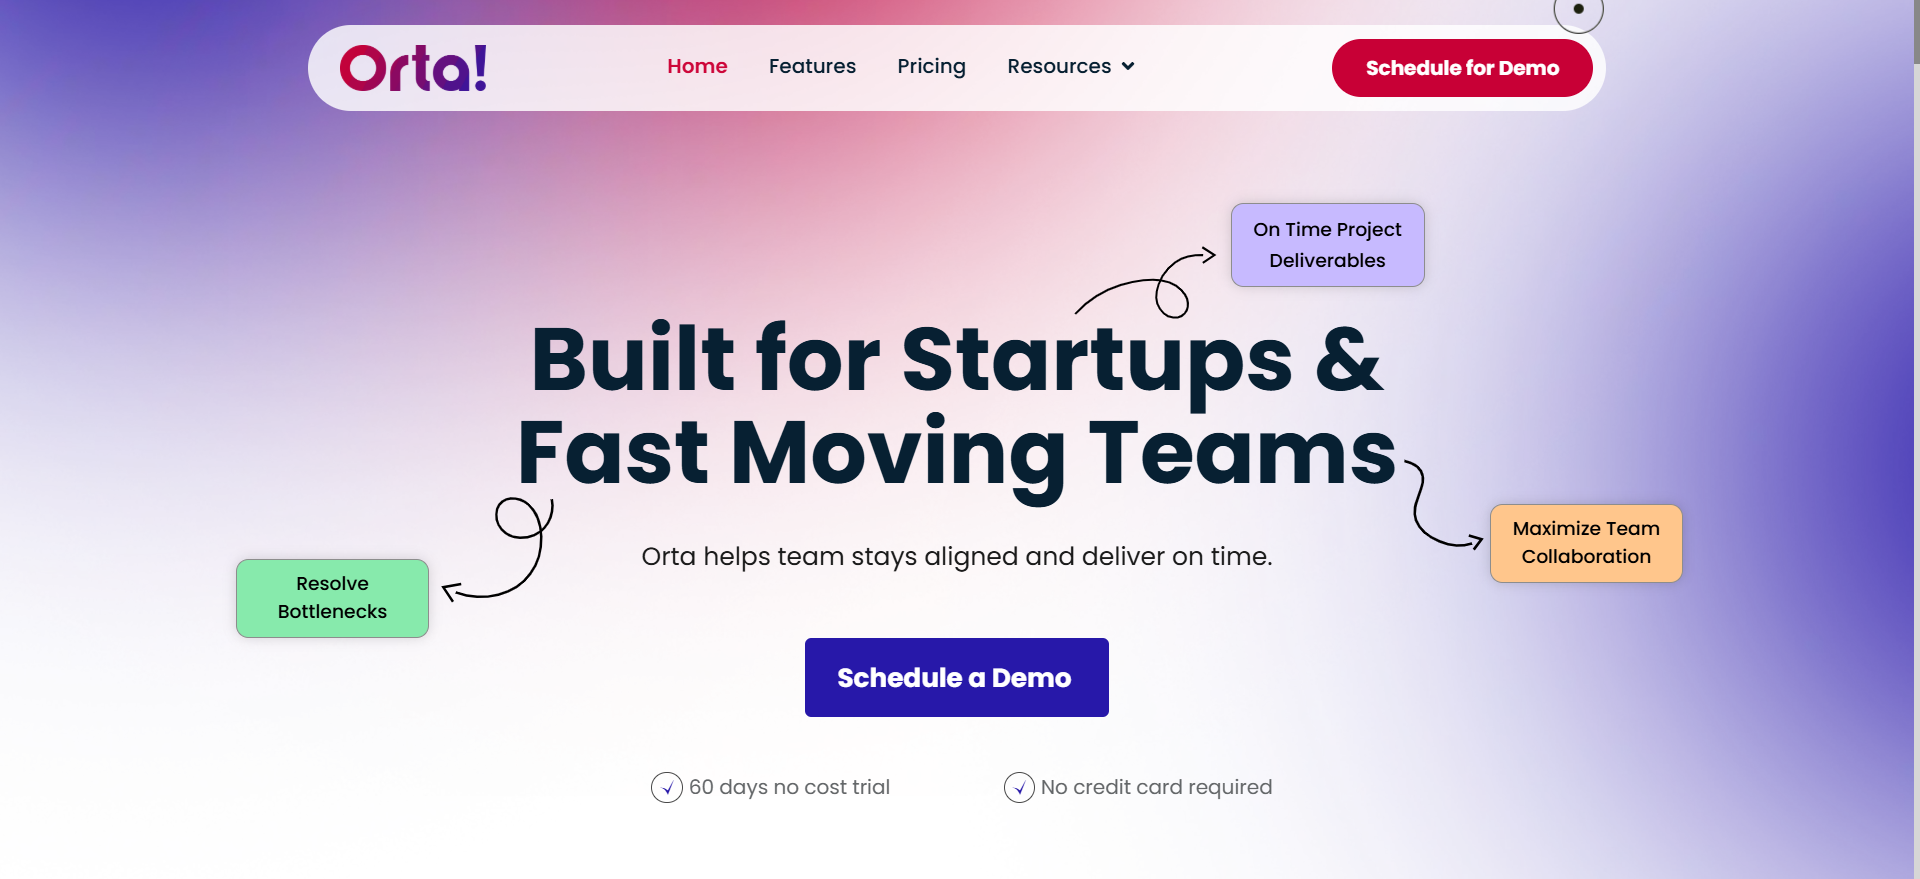 Orta!
Home
Features
Pricing
Resources
Schedule for Demo
On Time Project
Deliverables
Built for Startups &
Fast Moving Teams
Maximize Team
Collaboration
Orta helps team stays aligned and deliver on time.
Resolve
Bottlenecks
Schedule a Demo
60 days no cost trial
No credit card required